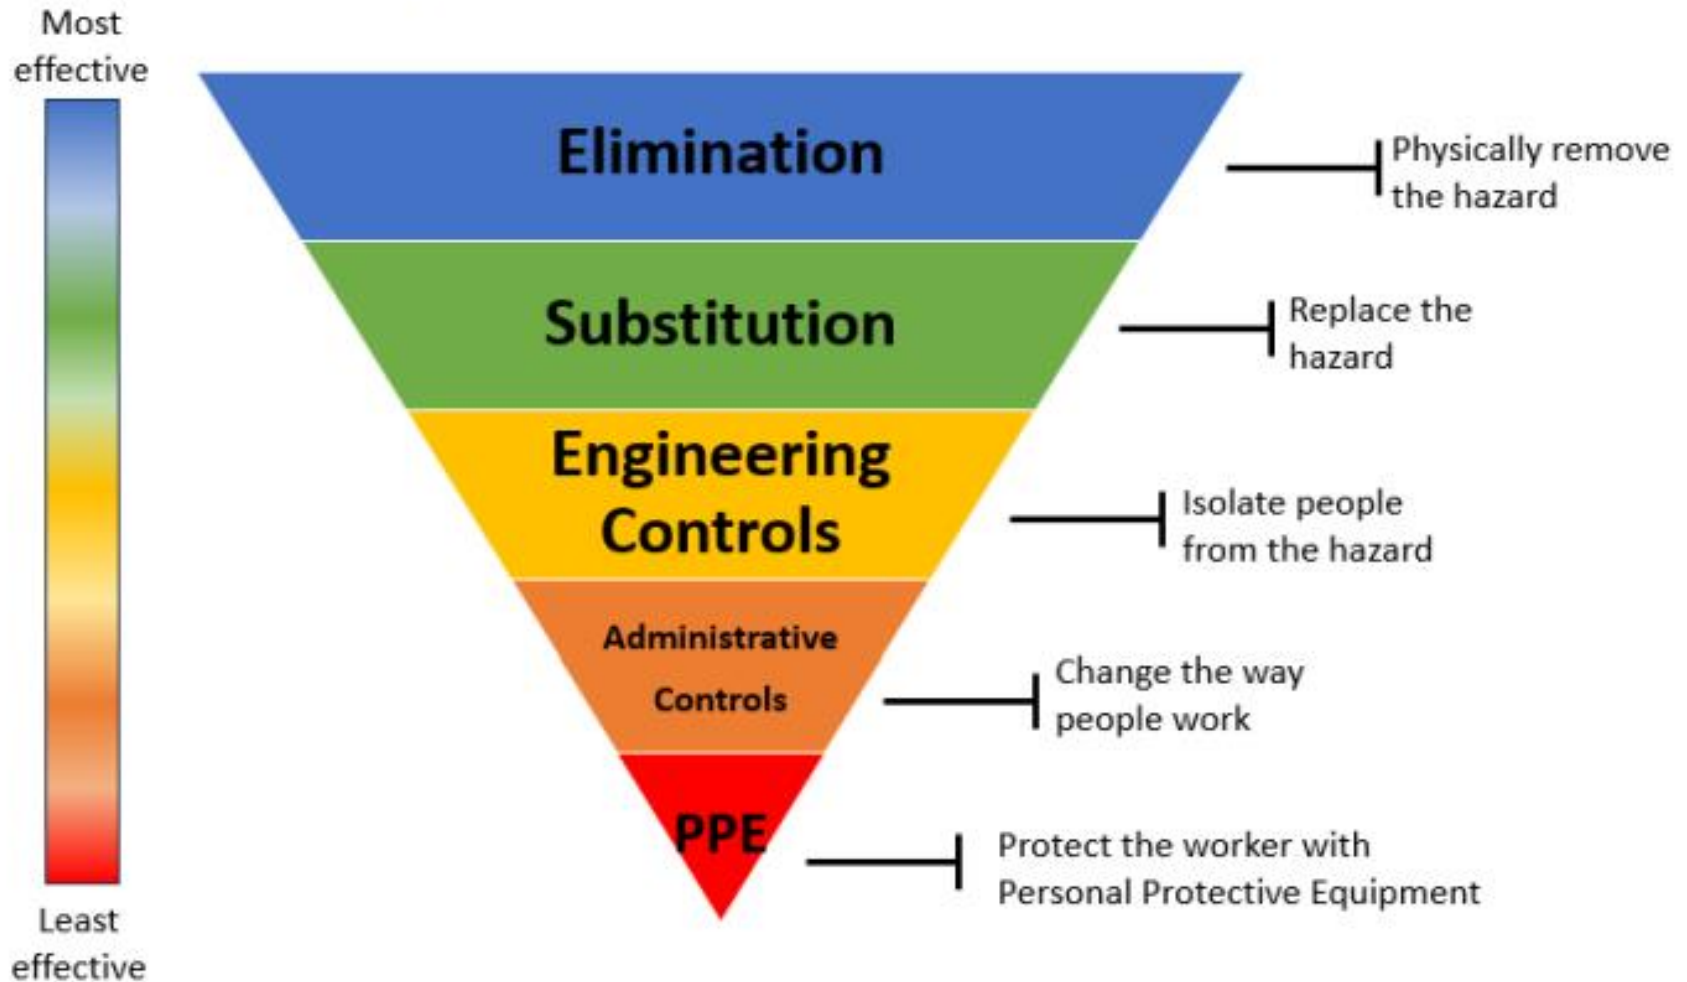 Most
effective
Elimination
Physically remove
the hazard
Substitution
Replace the
hazard
Engineering
Controls
Isolate people
from the hazard
Administrative
Controls
Change the way
people work
PPE
Protect the worker with
Personal Protective Equipment
Least
effective